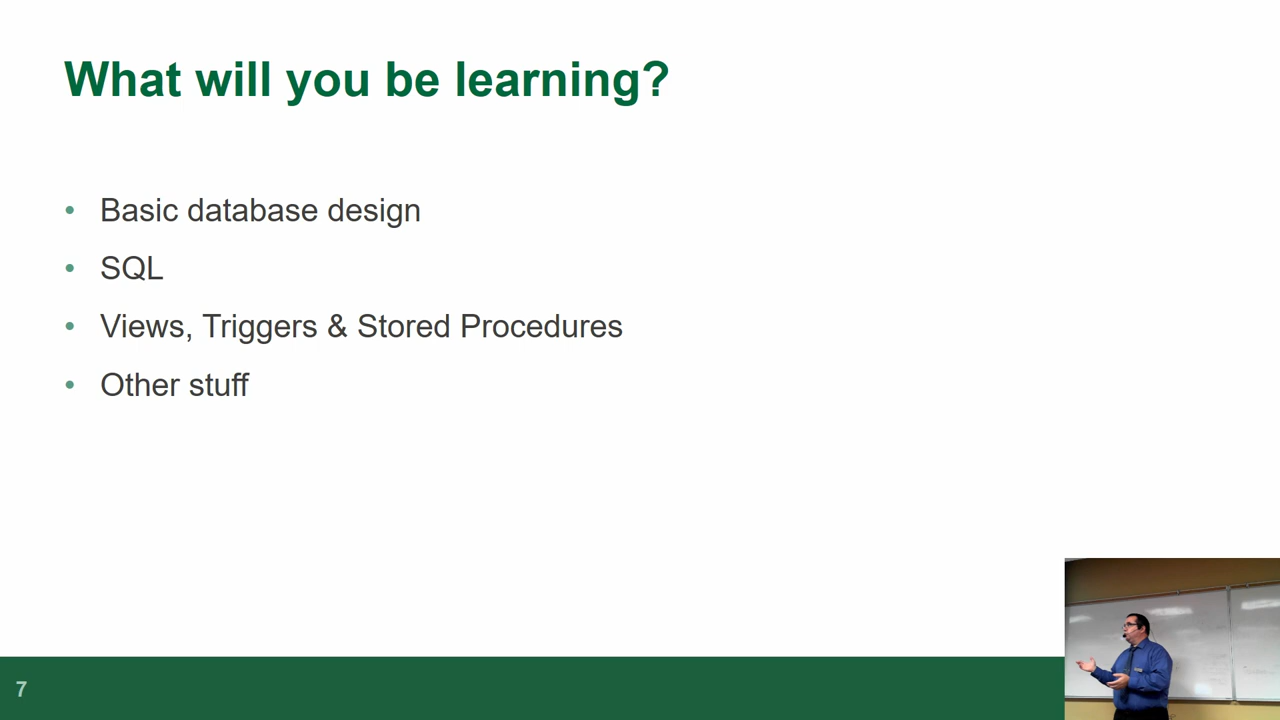 What will you be learning?
• Basic database design
• SQL
• Views, Triggers & Stored Procedures
• Other stuff
7